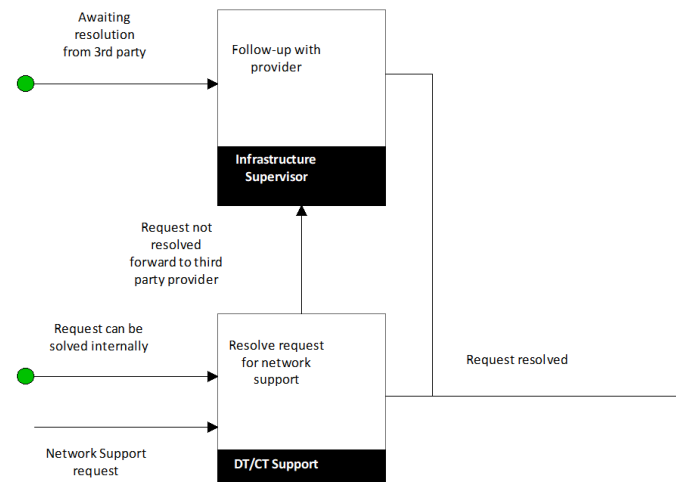 Awaiting
resolution
from 3rd party
Follow-up with
provider
Infrastructure
Supervisor
Request not
resolved
forward to third
party provider
Request can be
solved internally
Resolve request
for network
support
Request resolved
Network Support
request
DT/CT Support